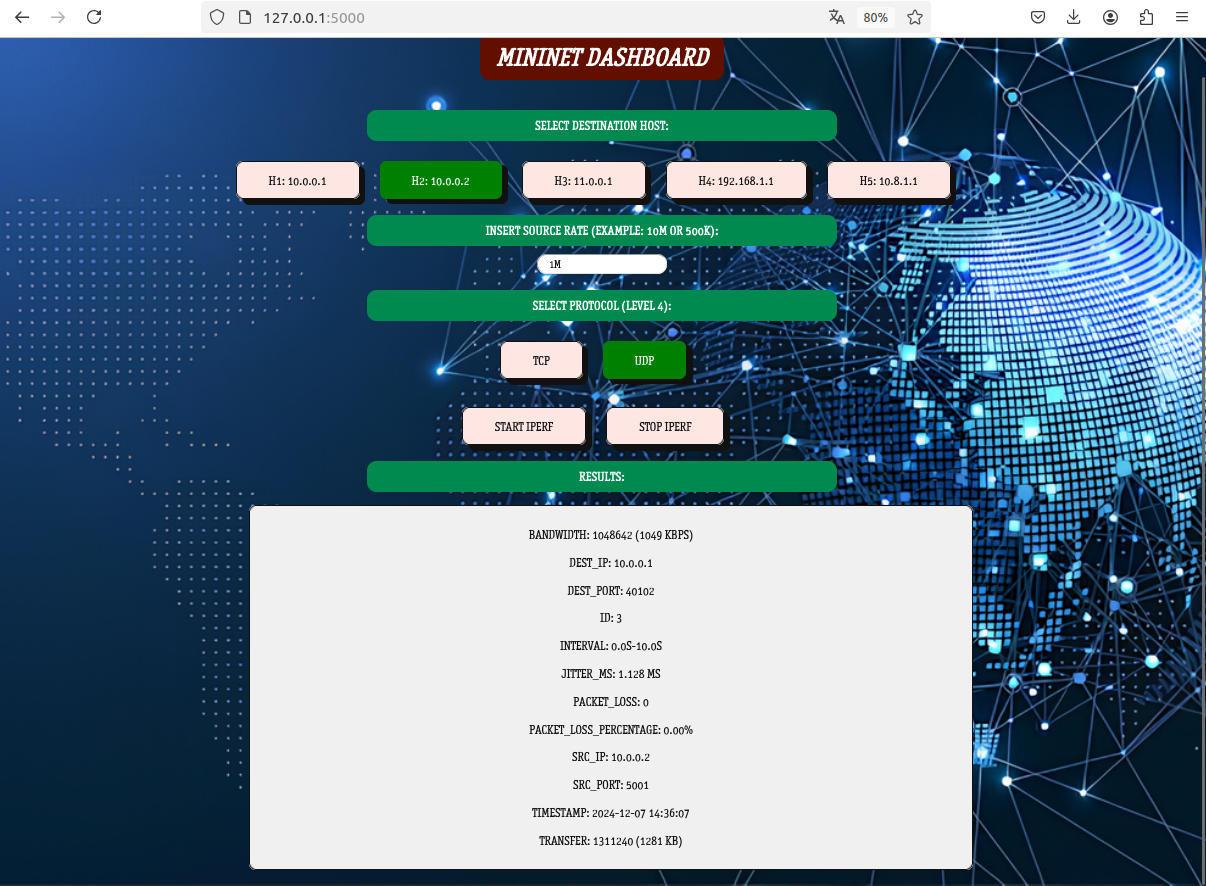 127.0.0.1:5000
80%
MININET DASHBOARD
SELECT DESTINATION HOST:
H1: 10.0.0.1 H2: 10.0.0.2 H3: 11.0.0.1 H4: 192.168.1.1 H5: 10.8.1.1
INSERT SOURCE RATE (EXAMPLE: 10M OR 500K):
1M
SELECT PROTOCOL (LEVEL 4):
TCP UDP
START IPERF STOP IPERF
RESULTS:
BANDWIDTH: 1048642 (1049 KBPS)
DEST_IP: 10.0.0.1
DEST_PORT: 40102
ID: 3
INTERVAL: 0.0S-10.0S
JITTER_MS: 1.128 MS
PACKET_LOSS: 0
PACKET_LOSS_PERCENTAGE: 0.00%
SRC_IP: 10.0.0.2
SRC_PORT: 5001
TIMESTAMP: 2024-12-07 14:36:07
TRANSFER: 1311240 (1281 KB)